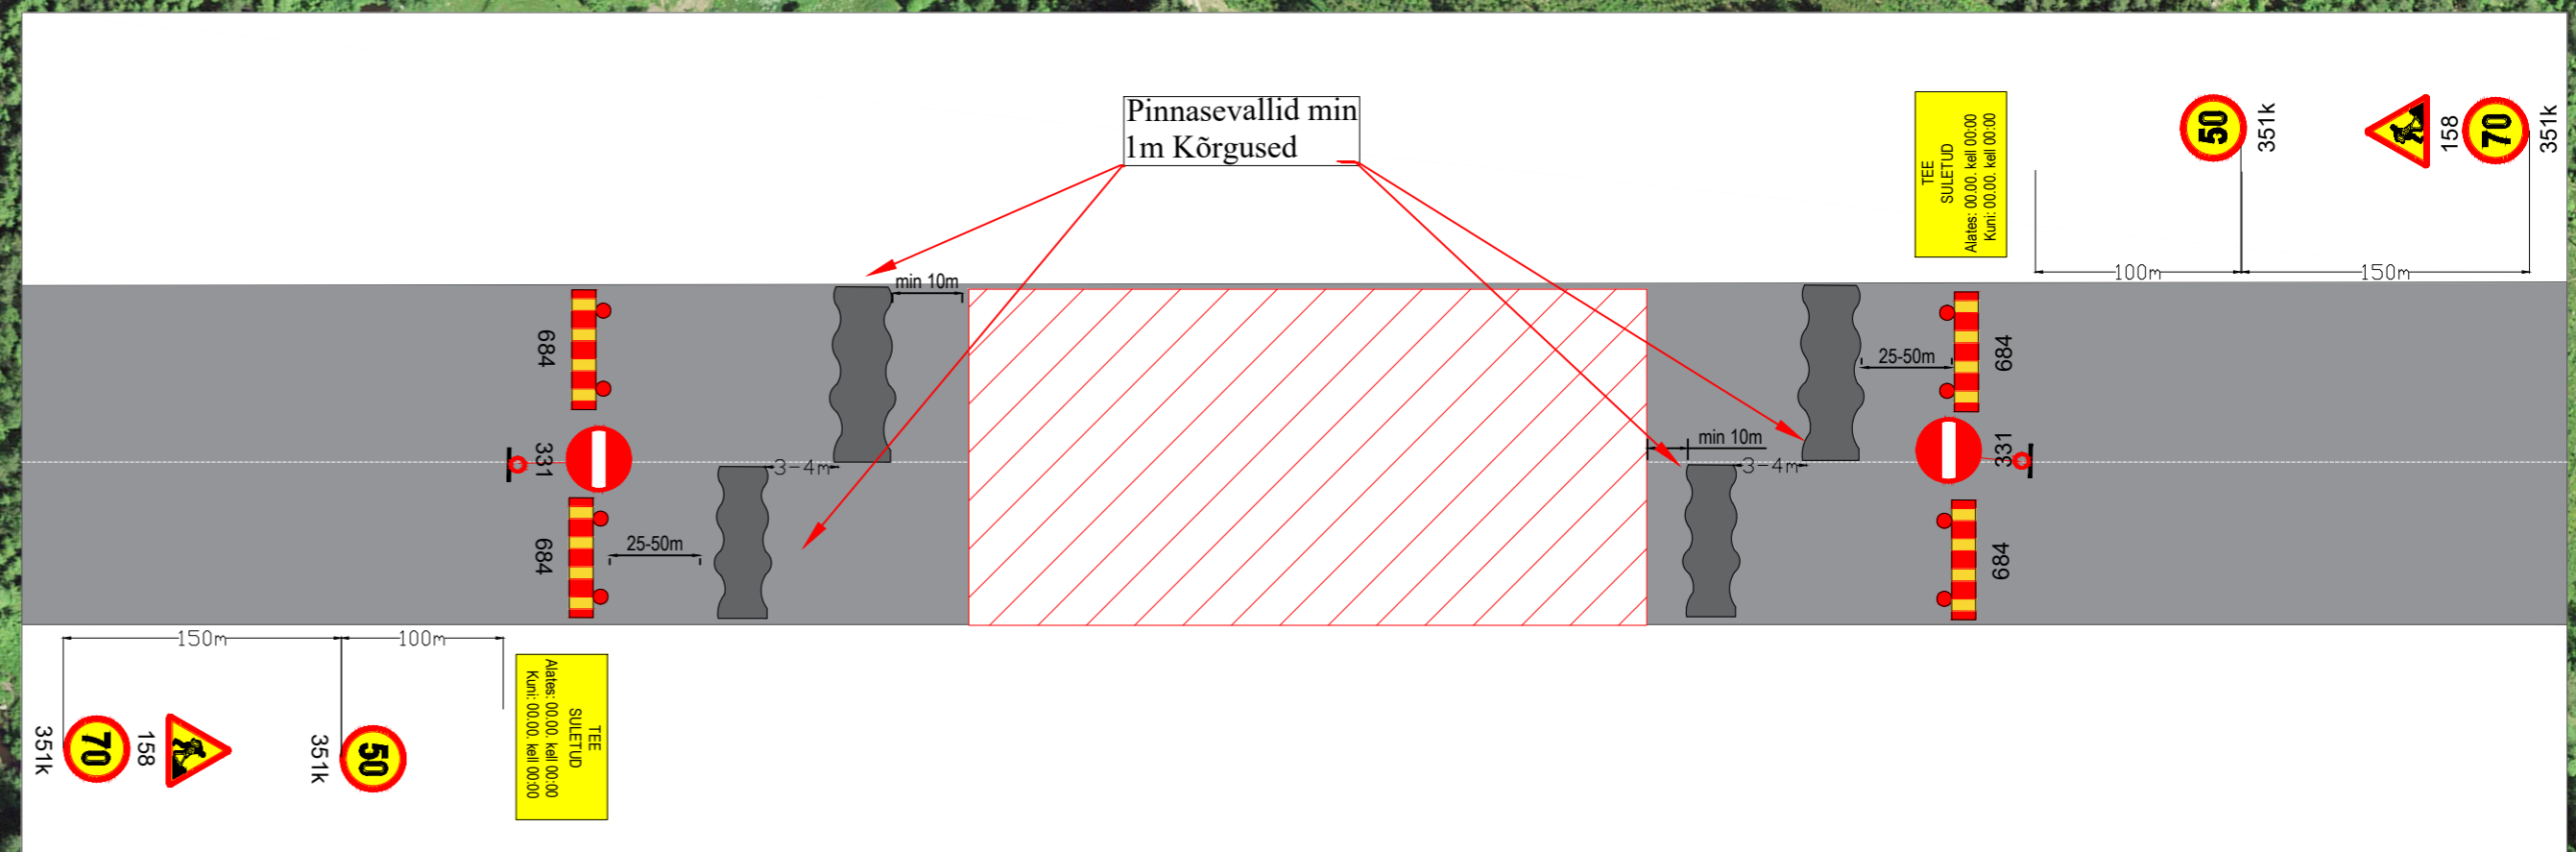 Pinnasevallid min
1m Kõrgused
TEE
SULETUD
Alates: 00.00. kell 00:00
Kuni: 00.00. kell 00:00
50
351k
158
70
351k
100m
150m
min 10m
684
331
684
25-50m
3-4m
min 10m
3-4m
25-50m
684
331
684
150m
100m
351k
70
158
351k
50
TEE
SULETUD
Alates: 00.00. kell 00:00
Kuni: 00.00. kell 00:00